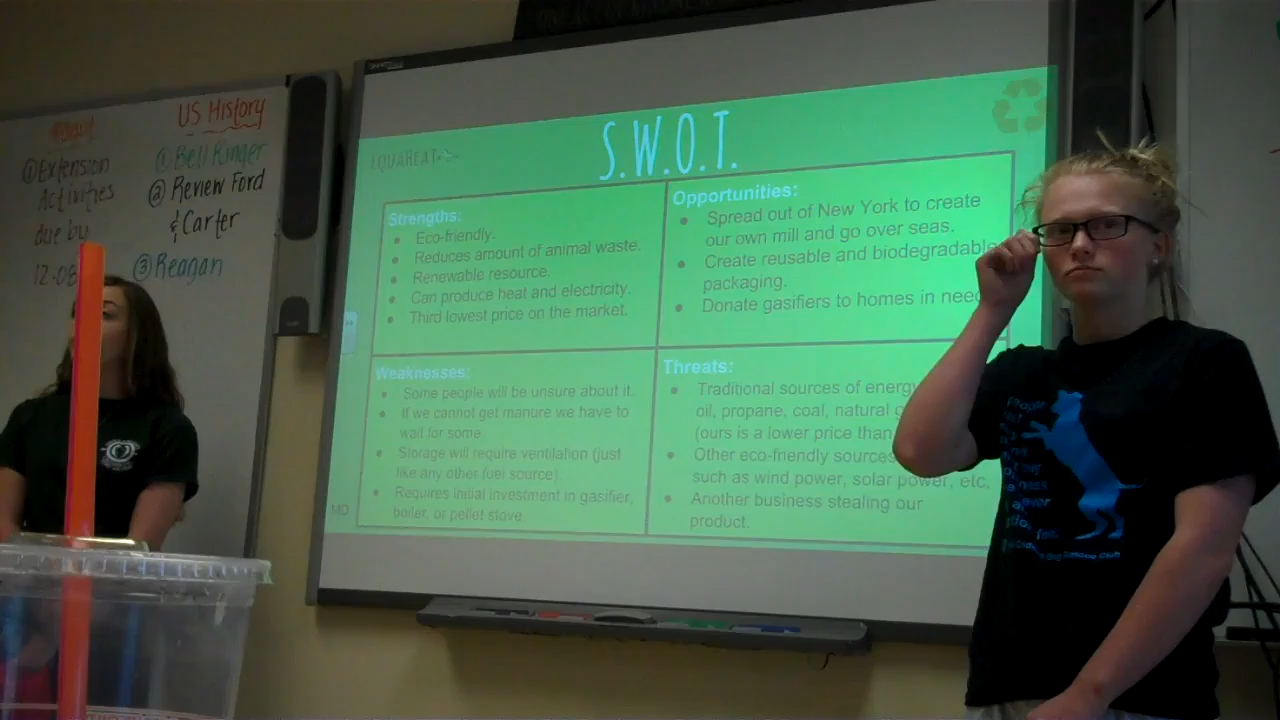 US History
① Extension
Activities
due by
12-08
① Bell Ringer
② Review Ford
& Carter
③ Reagan
S.W.O.T.
EQUAHEAT
Strengths:
● Eco-friendly.
● Reduces amount of animal waste.
● Renewable resource.
● Can produce heat and electricity.
● Third lowest price on the market.
Opportunities:
● Spread out of New York to create
our own mill and go over seas.
● Create reusable and biodegradable
packaging.
● Donate gasifiers to homes in need
Weaknesses:
● Some people will be unsure about it.
● If we cannot get manure we have to
wait for some.
● Storage will require ventilation (just
like any other fuel source).
● Requires initial investment in gasifier,
boiler, or pellet stove.
Threats:
● Traditional sources of energy
oil, propane, coal, natural
(ours is a lower price than
● Other eco-friendly sources
such as wind power, solar power, etc.
● Another business stealing our
product.
MD